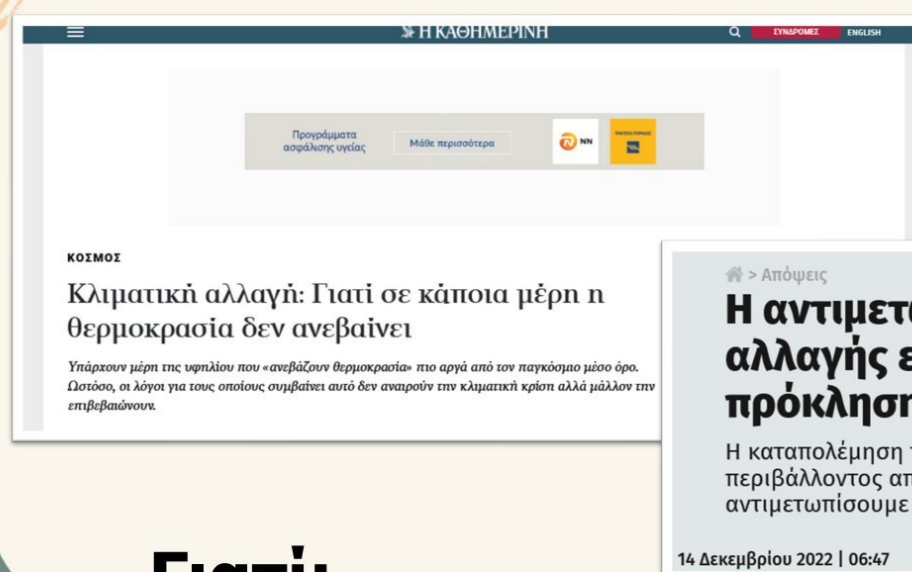 Η ΚΑΘΗΜΕΡΙΝΗ
ΣΥΝΔΡΟΜΕΣ
ENGLISH
Προγράμματα
ασφάλισης υγείας
Μάθε περισσότερα
NN
ΚΟΣΜΟΣ
Κλιματική αλλαγή: Γιατί σε κάποια μέρη η
θερμοκρασία δεν ανεβαίνει
Υπάρχουν μέρη της υφηλίου που «ανεβάζουν θερμοκρασία» πιο αργά από τον παγκόσμιο μέσο όρο.
Ωστόσο, οι λόγοι για τους οποίους συμβαίνει αυτό δεν αναιρούν την κλιματική κρίση αλλά μάλλον την
επιβεβαιώνουν.
> Απόψεις
Η αντιμετ
αλλαγής ε
πρόκληση
Η καταπολέμηση
περιβάλλοντος απ
αντιμετωπίσουμε
14 Δεκεμβρίου 2022 | 06:47